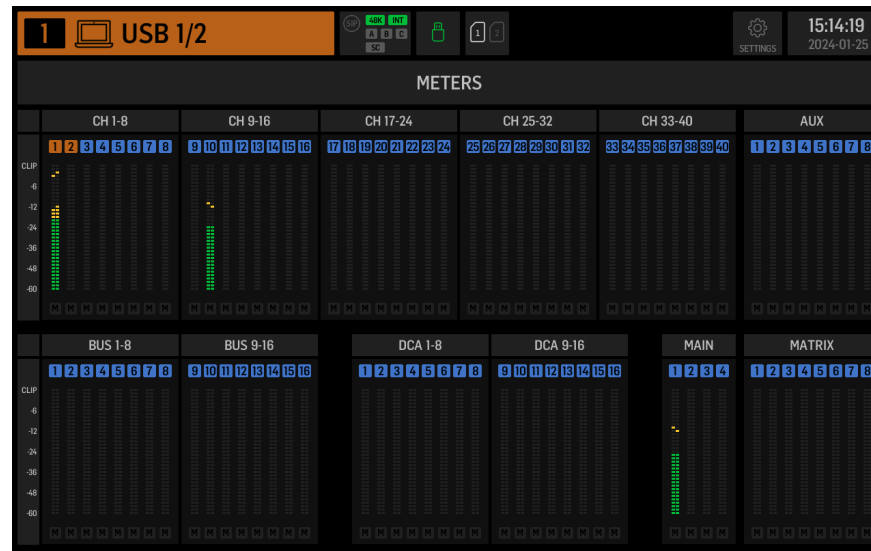 1 USB 1/2 SIP 48K INT 1 2 15:14:19
A B C
SC SETTINGS 2024-01-25
METERS
CH 1-8 CH 9-16 CH 17-24 CH 25-32 CH 33-40 AUX
1 2 3 4 5 6 7 8 9 10 11 12 13 14 15 16 17 18 19 20 21 22 23 24 25 26 27 28 29 30 31 32 33 34 35 36 37 38 39 40 1 2 3 4 5 6 7 8
CLIP
-6
-12
-24
-36
-48
-60
M M M M M M M M M M M M M M M M M M M M M M M M M M M M M M M M M M M M M M M M M M M M M M M M
BUS 1-8 BUS 9-16 DCA 1-8 DCA 9-16 MAIN MATRIX
1 2 3 4 5 6 7 8 9 10 11 12 13 14 15 16 1 2 3 4 5 6 7 8 9 10 11 12 13 14 15 16 1 2 3 4 1 2 3 4 5 6 7 8
CLIP
-6
-12
-24
-36
-48
-60
M M M M M M M M M M M M M M M M M M M M M M M M M M M M M M M M M M M M M M M M M M M M